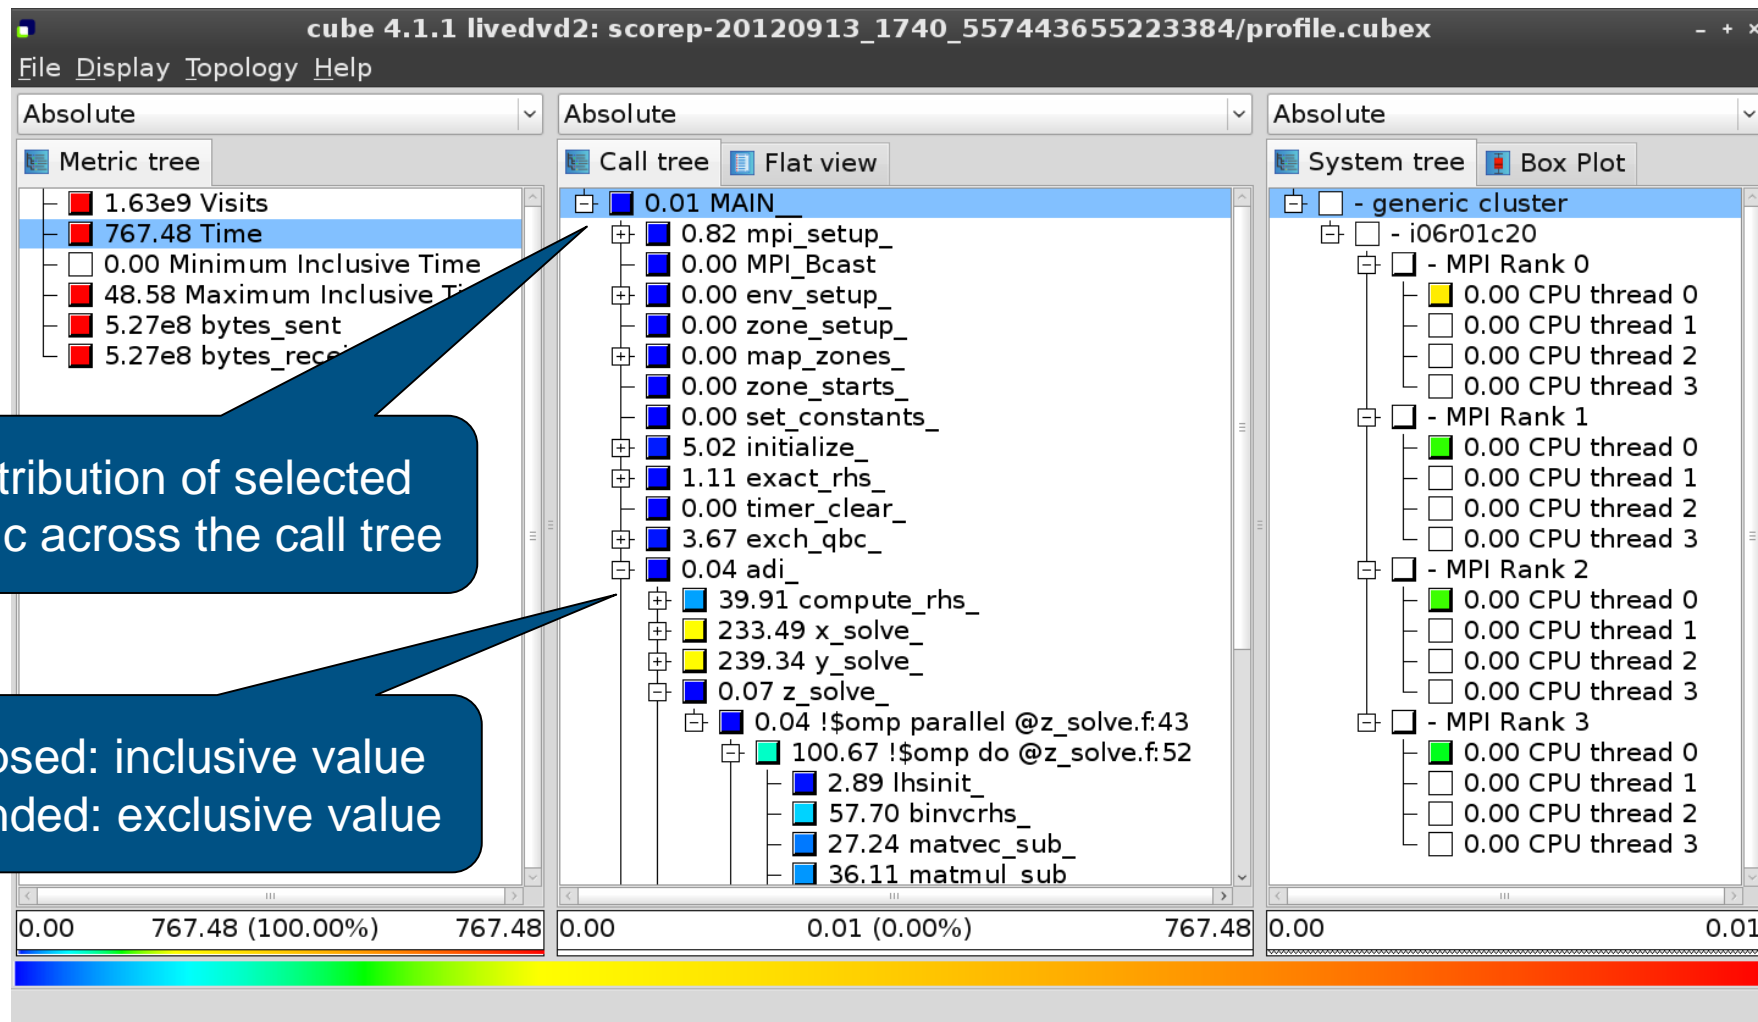 cube 4.1.1 livedvd2: scorep-20120913_1740_557443655223384/profile.cubex
File Display Topology Help
Absolute
Metric tree
1.63e9 Visits
767.48 Time
0.00 Minimum Inclusive Time
48.58 Maximum Inclusive
5.27e8 bytes_sent
5.27e8
tribution of selected
c across the call tree
osed: inclusive value
nded: exclusive value
0.00 767.48 (100.00%) 767.48
Absolute
Call tree Flat view
0.01 MAIN__
0.82 mpi_setup_
0.00 MPI_Bcast
0.00 env_setup_
0.00 zone_setup_
0.00 map_zones_
0.00 zone_starts_
0.00 set_constants_
5.02 initialize_
1.11 exact_rhs_
0.00 timer_clear_
3.67 exch_qbc_
0.04 adi_
39.91 compute_rhs_
233.49 x_solve_
239.34 y_solve_
0.07 z_solve_
0.04 !$omp parallel @z_solve.f:43
100.67 !$omp do @z_solve.f:52
2.89 lhsinit_
57.70 binvcrhs_
27.24 matvec_sub_
36.11 matmul_sub
0.00 0.01 (0.00%) 767.48
Absolute
System tree Box Plot
- generic cluster
- i06r01c20
- MPI Rank 0
0.00 CPU thread 0
0.00 CPU thread 1
0.00 CPU thread 2
0.00 CPU thread 3
- MPI Rank 1
0.00 CPU thread 0
0.00 CPU thread 1
0.00 CPU thread 2
0.00 CPU thread 3
- MPI Rank 2
0.00 CPU thread 0
0.00 CPU thread 1
0.00 CPU thread 2
0.00 CPU thread 3
- MPI Rank 3
0.00 CPU thread 0
0.00 CPU thread 1
0.00 CPU thread 2
0.00 CPU thread 3
0.00 0.01